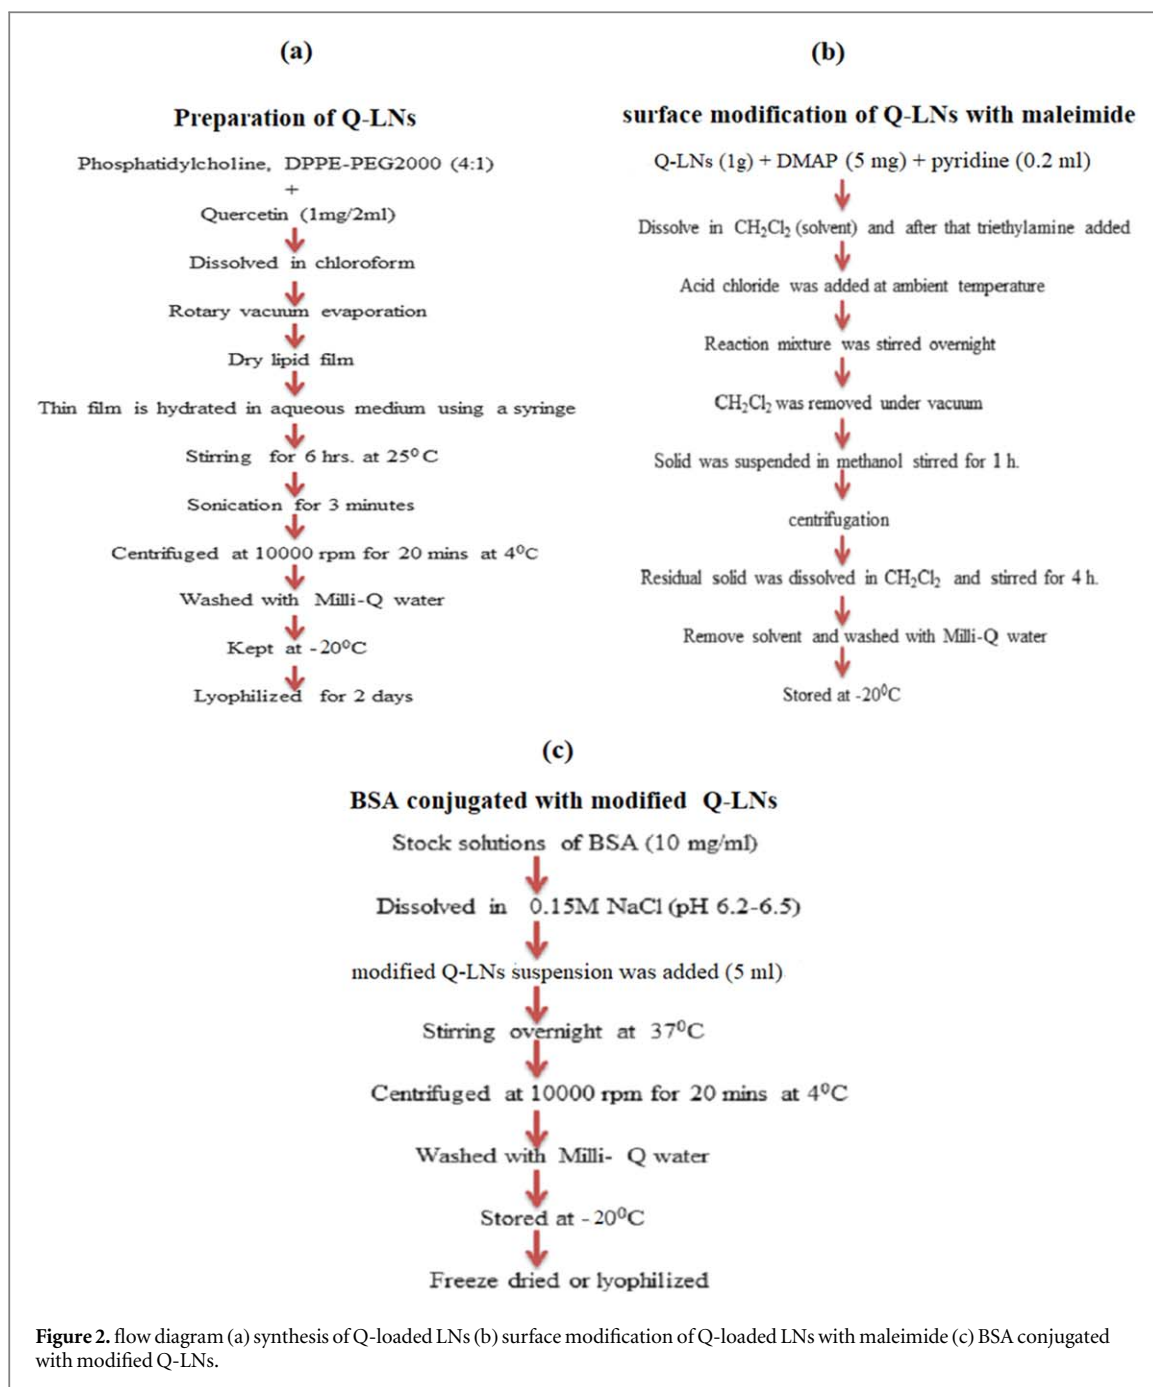 (a)
Preparation of Q-LNs
Phosphatidylcholine, DPPE-PEG2000 (4:1)
+
Quercetin (1mg/2ml)
Dissolved in chloroform
Rotary vacuum evaporation
Dry lipid film
Thin film is hydrated in aqueous medium using a syringe
Stirring for 6 hrs. at 25⁰C
Sonication for 3 minutes
Centrifuged at 10000 rpm for 20 mins at 4⁰C
Washed with Milli-Q water
Kept at -20⁰C
Lyophilized for 2 days
(b)
surface modification of Q-LNs with maleimide
Q-LNs (1g) + DMAP (5 mg) + pyridine (0.2 ml)
Dissolve in CH₂Cl₂ (solvent) and after that triethylamine added
Acid chloride was added at ambient temperature
Reaction mixture was stirred overnight
CH₂Cl₂ was removed under vacuum
Solid was suspended in methanol stirred for 1 h.
centrifugation
Residual solid was dissolved in CH₂Cl₂ and stirred for 4 h.
Remove solvent and washed with Milli-Q water
Stored at -20⁰C
(c)
BSA conjugated with modified Q-LNs
Stock solutions of BSA (10 mg/ml)
Dissolved in 0.15M NaCl (pH 6.2-6.5)
modified Q-LNs suspension was added (5 ml)
Stirring overnight at 37⁰C
Centrifuged at 10000 rpm for 20 mins at 4⁰C
Washed with Milli- Q water
Stored at -20⁰C
Freeze dried or lyophilized
Figure 2. flow diagram (a) synthesis of Q-loaded LNs (b) surface modification of Q-loaded LNs with maleimide (c) BSA conjugated
with modified Q-LNs.